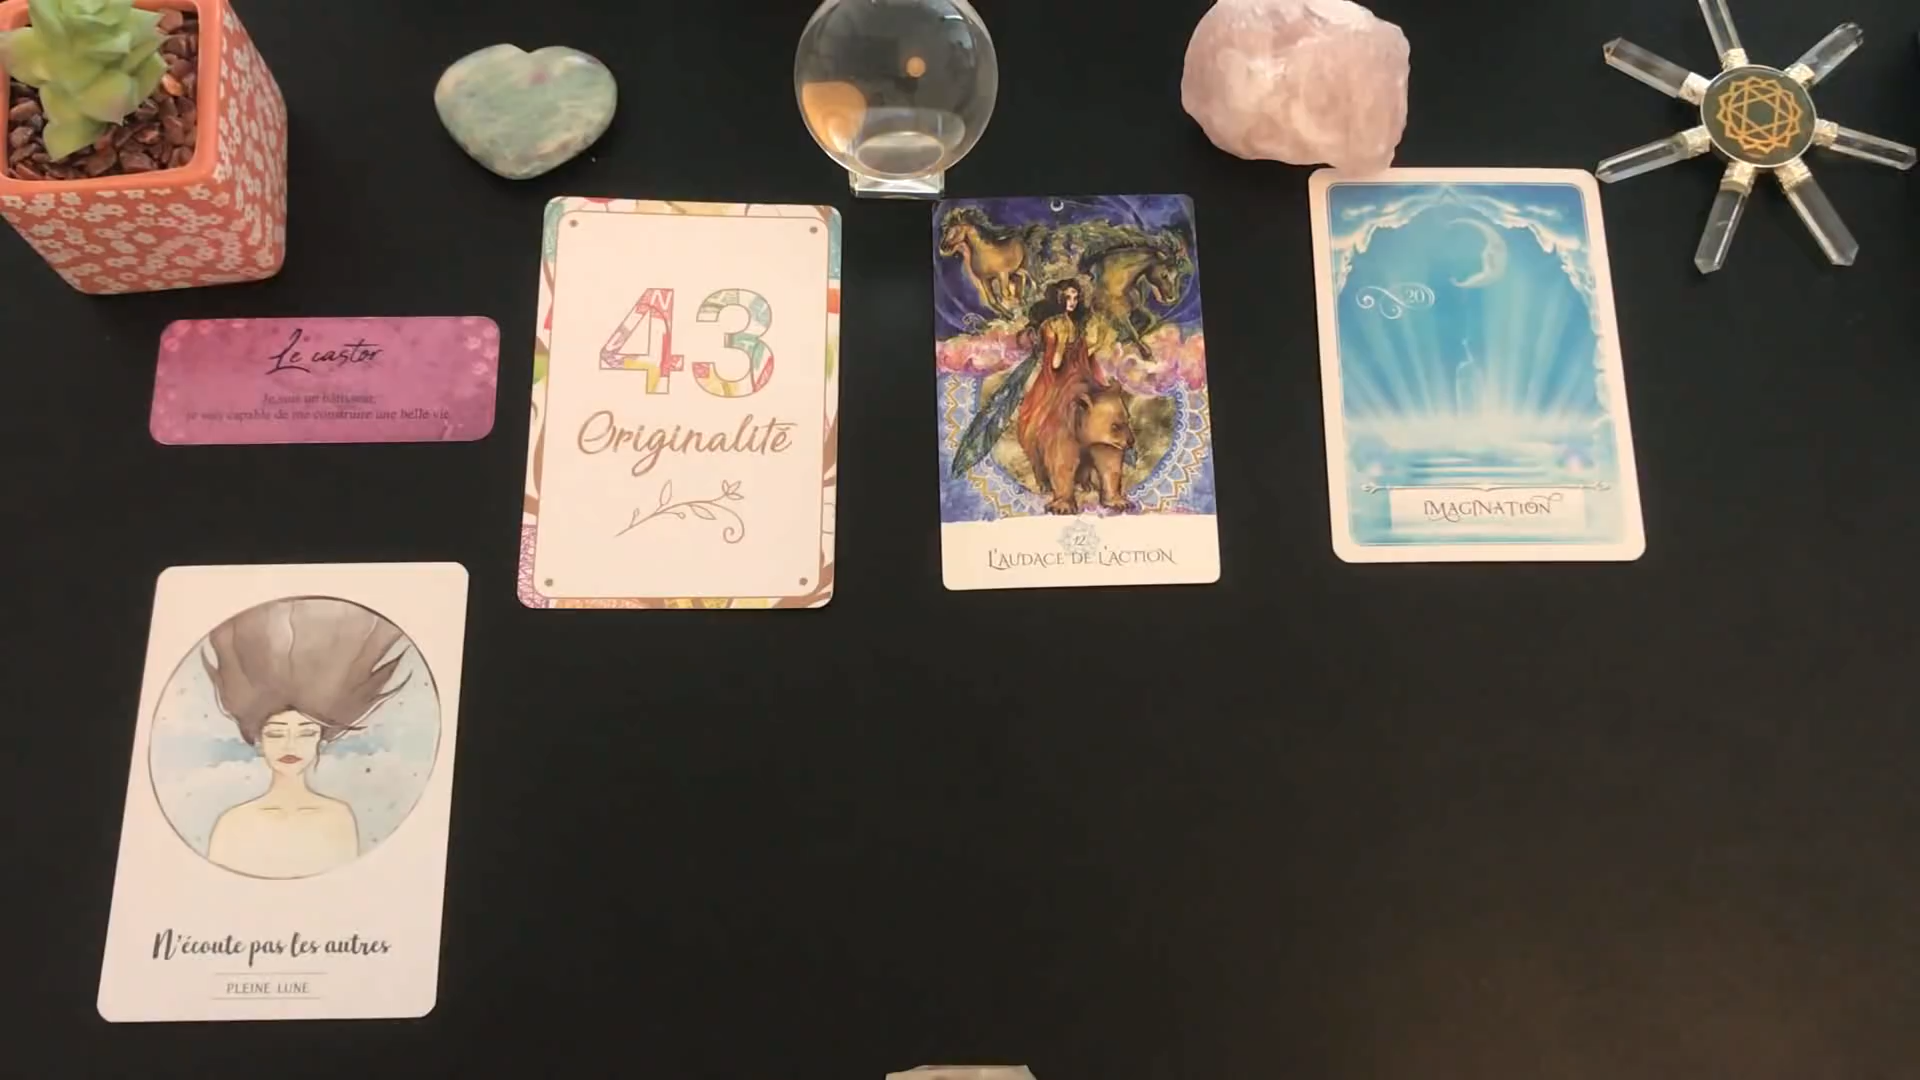 Le castor
Je suis un bâtisseur,
je suis capable de me construire une belle vie
43
Originalité
12
L'AUDACE DE L'ACTION
20
IMAGINATION
N'écoute pas les autres
PLEINE LUNE